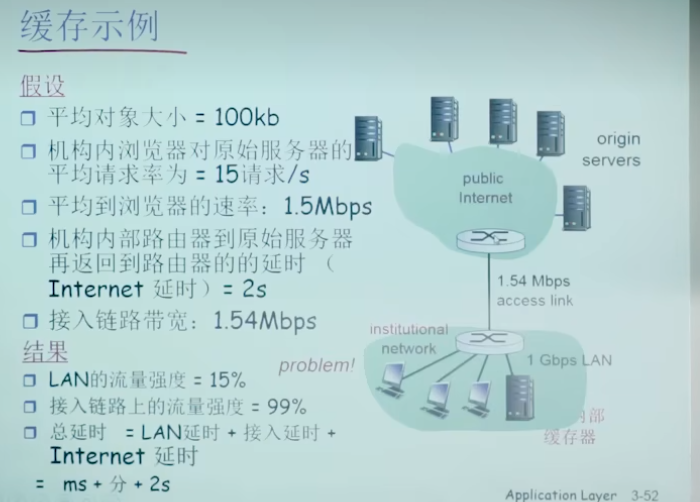 缓存示例
假设
平均对象大小 = 100kb
机构内浏览器对原始服务器的
平均请求率为 = 15请求/s
平均到浏览器的速率：1.5Mbps
机构内部路由器到原始服务器
再返回到路由器的的延时 （
Internet 延时）= 2s
接入链路带宽：1.54Mbps
结果
LAN的流量强度 = 15%
接入链路上的流量强度 = 99%
总延时 = LAN延时 + 接入延时 +
Internet 延时
= ms + 分 + 2s
problem!
origin
servers
public
Internet
1.54 Mbps
access link
institutional
network
1 Gbps LAN
部
缓存器
Application Layer 3-52